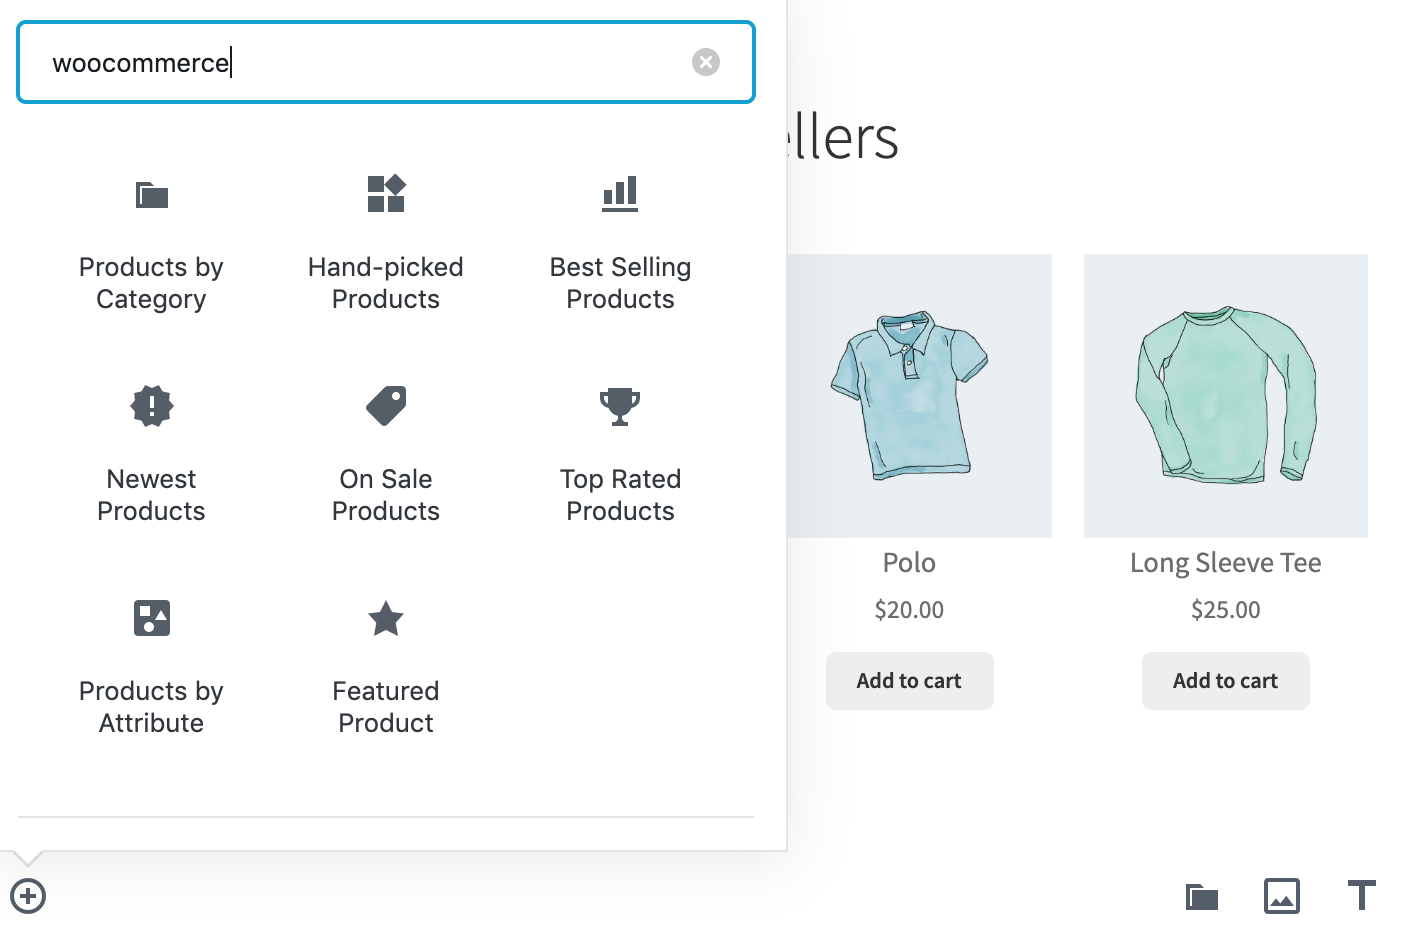 woocommerce
ellers
Products by
Category
Hand-picked
Products
Best Selling
Products
Newest
Products
On Sale
Products
Top Rated
Products
Products by
Attribute
Featured
Product
Polo
$20.00
Add to cart
Long Sleeve Tee
$25.00
Add to cart